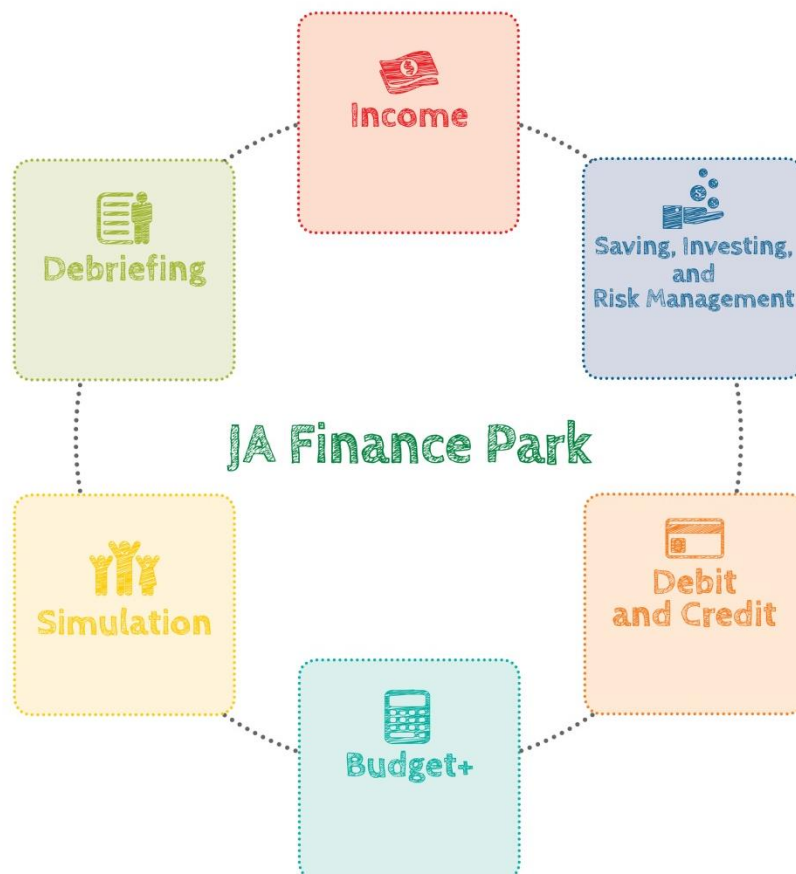 Income
Saving, Investing,
and
Risk Management
Debit
and Credit
Budget+
Simulation
Debriefing
JA Finance Park